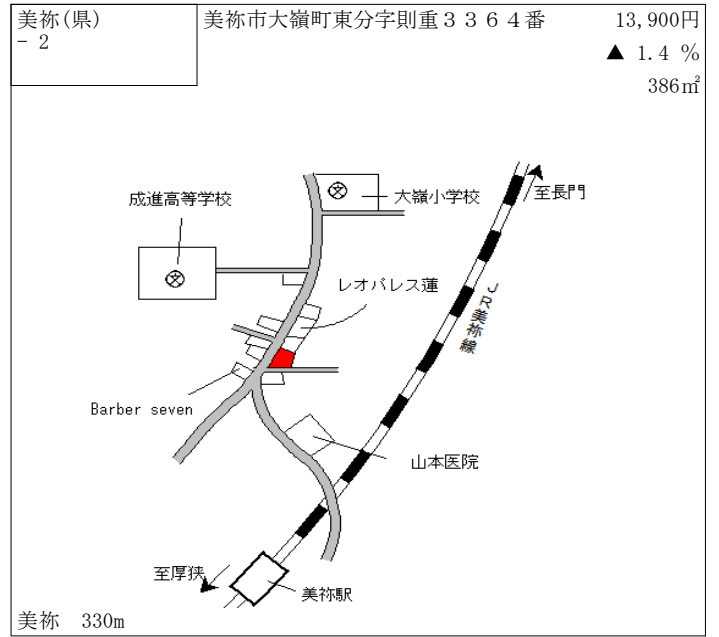 美祢(県)
- 2
美祢市大嶺町東分字則重３３６４番
13,900円
▲ 1.4 %
386㎡
成進高等学校
大嶺小学校
至長門
レオパレス蓮
ＪＲ美祢線
Barber seven
山本医院
至厚狭
美祢駅
美祢 330m